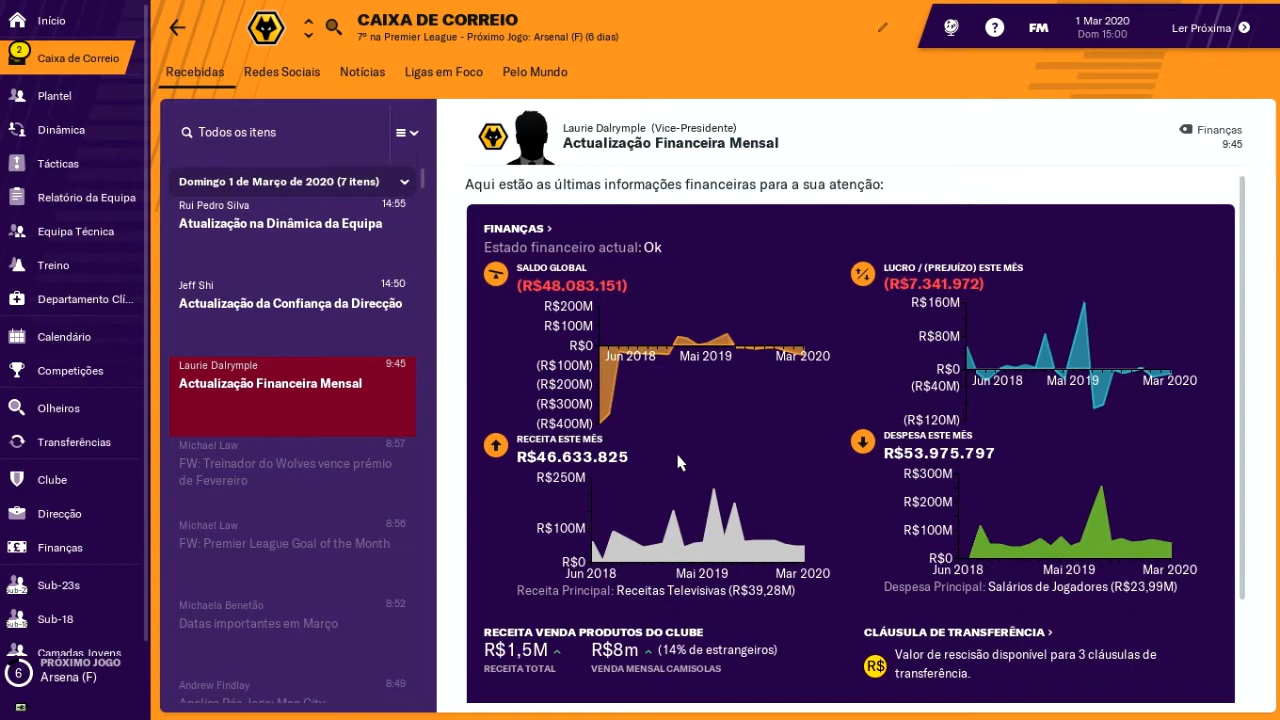 Início
2
Caixa de Correio
Plantel
Dinâmica
Tácticas
Relatório da Equipa
Equipa Técnica
Treino
Departamento Clí...
Calendário
Competições
Olheiros
Transferências
Clube
Direcção
Finanças
Sub-23s
Sub-18
Camadas Jovens
6
PRÓXIMO JOGO
Arsena (F)
CAIXA DE CORREIO
7º na Premier League - Próximo Jogo: Arsenal (F) (6 dias)
?
FM
1 Mar 2020
Dom 15:00
Ler Próxima
Recebidas
Redes Sociais
Notícias
Ligas em Foco
Pelo Mundo
Todos os itens
Domingo 1 de Março de 2020 (7 itens)
Rui Pedro Silva 14:55
Atualização na Dinâmica da Equipa
Jeff Shi 14:50
Actualização da Confiança da Direcção
Laurie Dalrymple 9:45
Actualização Financeira Mensal
Michael Law 8:57
FW: Treinador do Wolves vence prémio
de Fevereiro
Michael Law 8:56
FW: Premier League Goal of the Month
Michaela Benetão 8:52
Datas importantes em Março
Andrew Findlay 8:49
Laurie Dalrymple (Vice-Presidente)
Actualização Financeira Mensal
Finanças
9:45
Aqui estão as últimas informações financeiras para a sua atenção:
FINANÇAS >
Estado financeiro actual: Ok
SALDO GLOBAL
(R$48.083.151)
R$200M
R$100M
R$0
(R$100M)
(R$200M)
(R$300M)
(R$400M)
Jun 2018
Mai 2019
Mar 2020
LUCRO / (PREJUÍZO) ESTE MÊS
(R$7.341.972)
R$160M
R$80M
R$0
(R$40M)
(R$120M)
Jun 2018
Mai 2019
Mar 2020
RECEITA ESTE MÊS
R$46.633.825
R$250M
R$100M
R$0
Jun 2018
Mai 2019
Mar 2020
Receita Principal: Receitas Televisivas (R$39,28M)
DESPESA ESTE MÊS
R$53.975.797
R$300M
R$200M
R$100M
R$0
Jun 2018
Mai 2019
Mar 2020
Despesa Principal: Salários de Jogadores (R$23,99M)
RECEITA VENDA PRODUTOS DO CLUBE
R$1,5M
RECEITA TOTAL
R$8m (14% de estrangeiros)
VENDA MENSAL CAMISOLAS
CLÁUSULA DE TRANSFERÊNCIA >
R$
Valor de rescisão disponível para 3 cláusulas de
transferência.